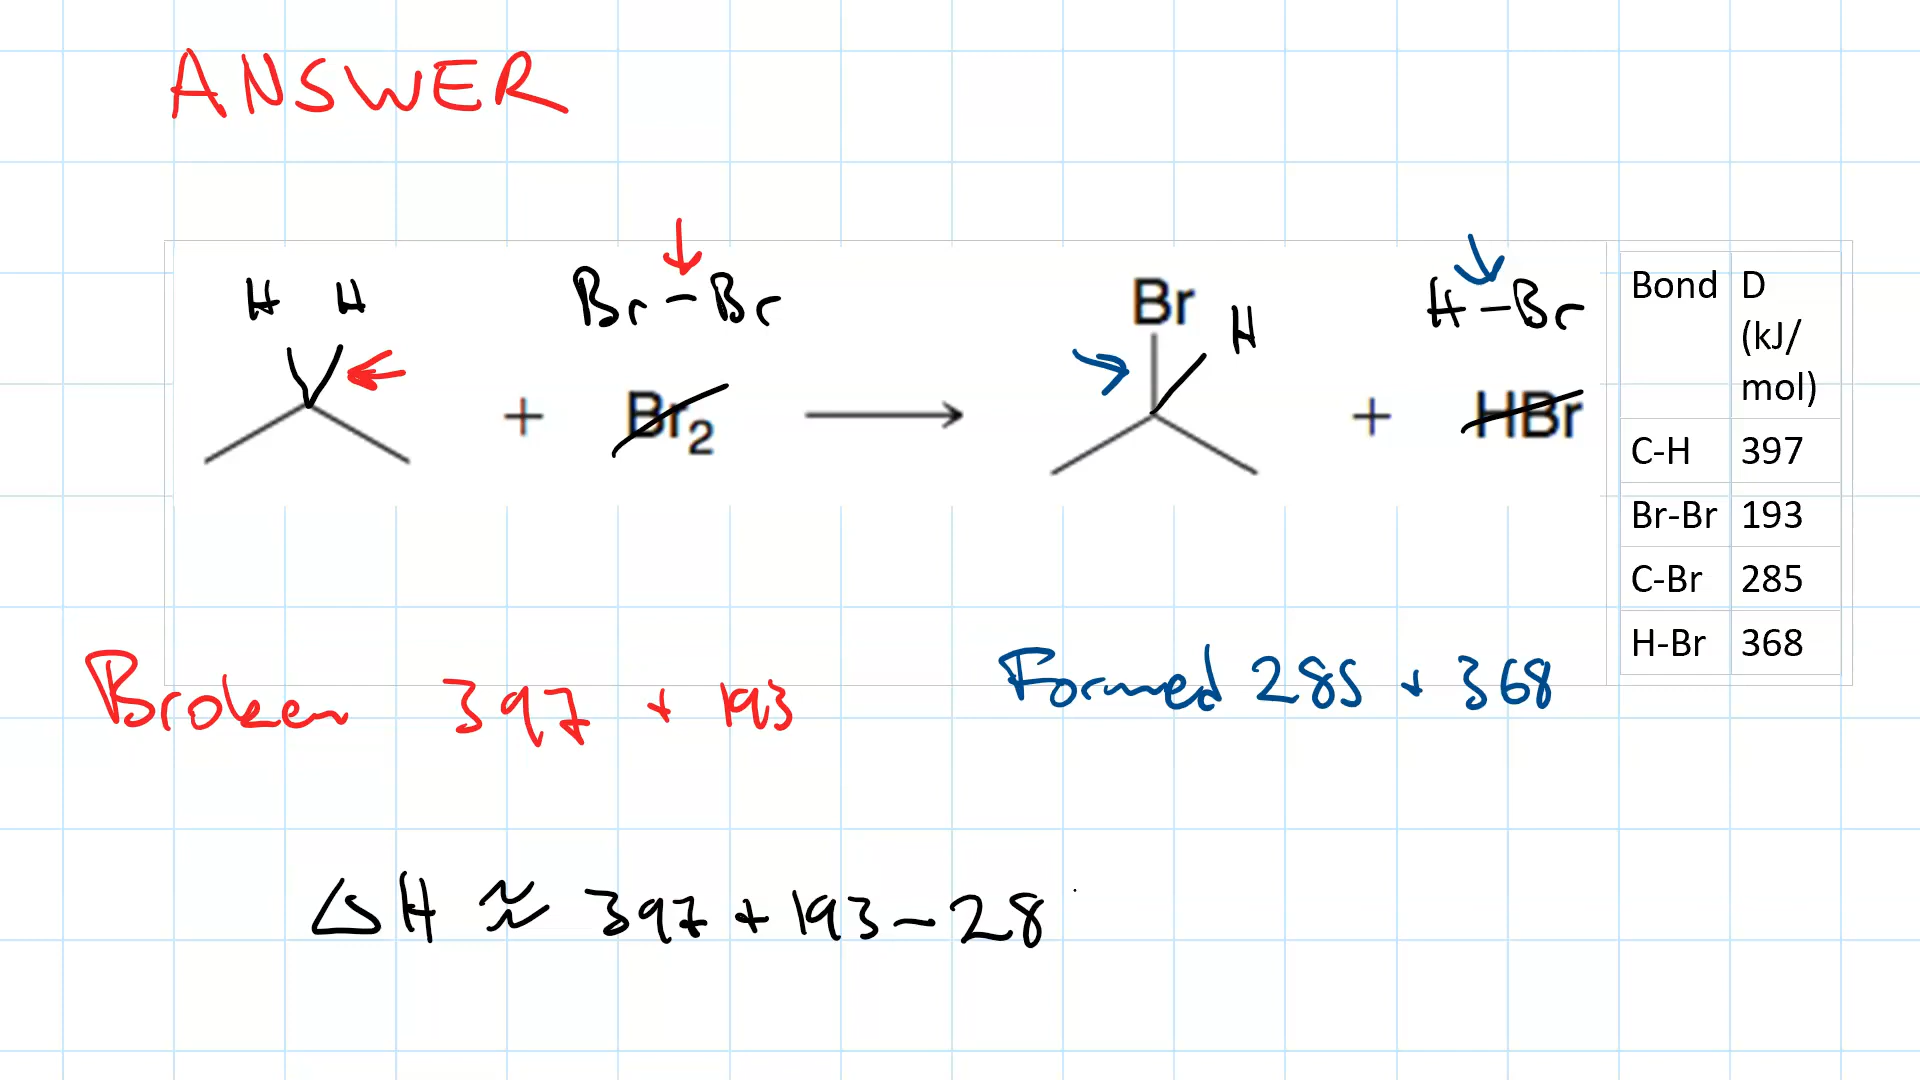 ANSWER
H H Br-Br Br H H-Br
+ Br₂ + HBr
Bond D (kJ/mol)
C-H 397
Br-Br 193
C-Br 285
H-Br 368
Broken 397 + 193
Formed 285 + 368
ΔH ≈ 397 + 193 - 28